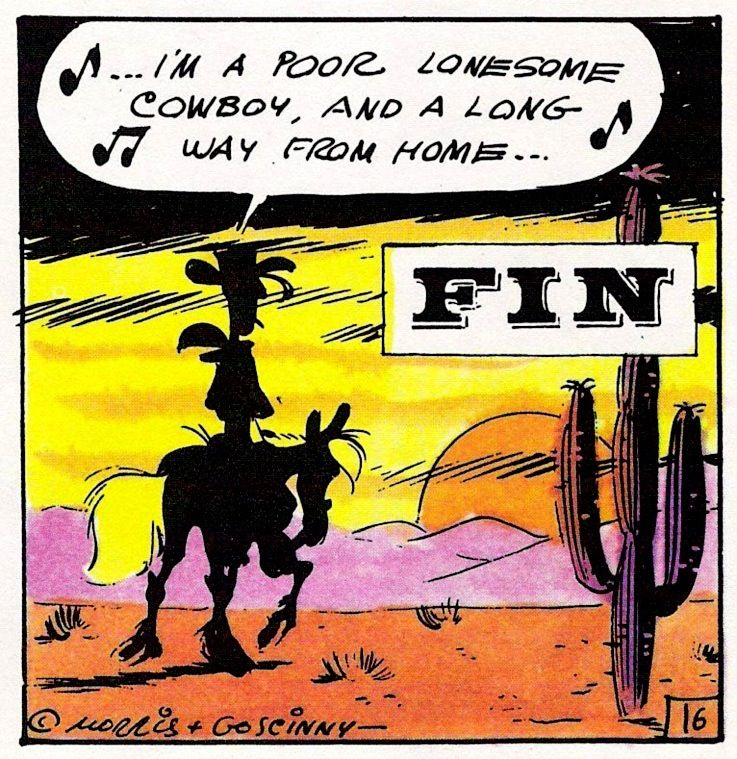 ...I'M A POOR LONESOME
COWBOY, AND A LONG
WAY FROM HOME...
FIN
© MORRIS + GOSCINNY
16